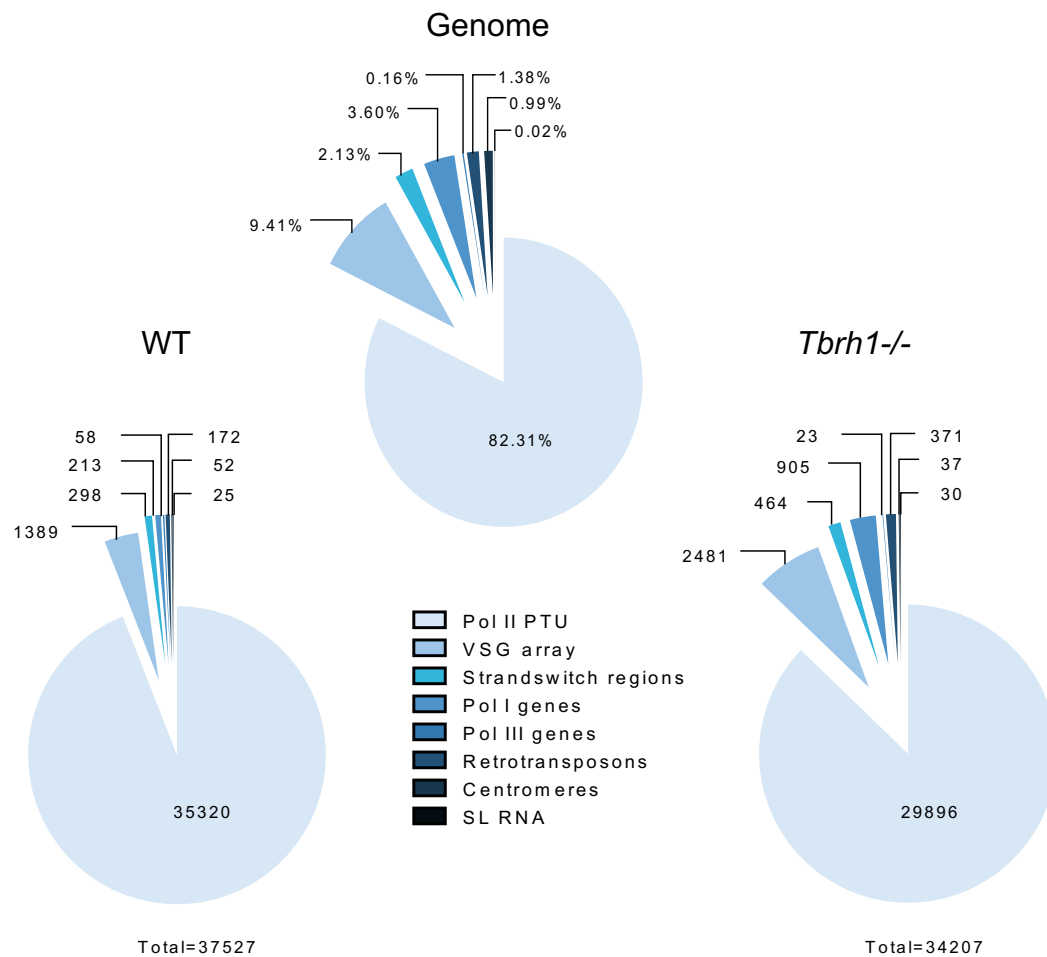 Genome
0.16%
1.38%
3.60%
0.99%
2.13%
0.02%
9.41%
82.31%
WT
58
172
213
52
298
25
1389
35320
Total=37527
Tbrh1-/-
23
371
905
37
464
30
2481
29896
Total=34207
Pol II PTU
VSG array
Strandswitch regions
Pol I genes
Pol III genes
Retrotransposons
Centromeres
SL RNA